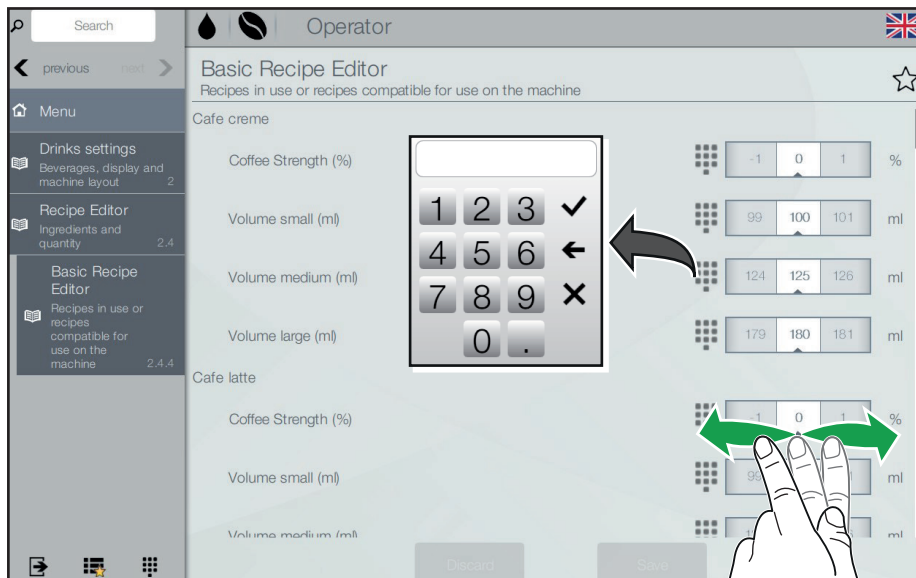 Search
Operator
previous next
Menu
Drinks settings
Beverages, display and
machine layout 2
Recipe Editor
Ingredients and
quantity 2.4
Basic Recipe
Editor
Recipes in use or
recipes
compatible for
use on the
machine 2.4.4
Basic Recipe Editor
Recipes in use or recipes compatible for use on the machine
Cafe creme
Coffee Strength (%) -1 0 1 %
Volume small (ml) 99 100 101 ml
Volume medium (ml) 124 125 126 ml
Volume large (ml) 179 180 181 ml
1 2 3
4 5 6
7 8 9
0 .
Cafe latte
Coffee Strength (%) -1 0 1 %
Volume small (ml) ml
Volume medium (ml) ml
Discard Save